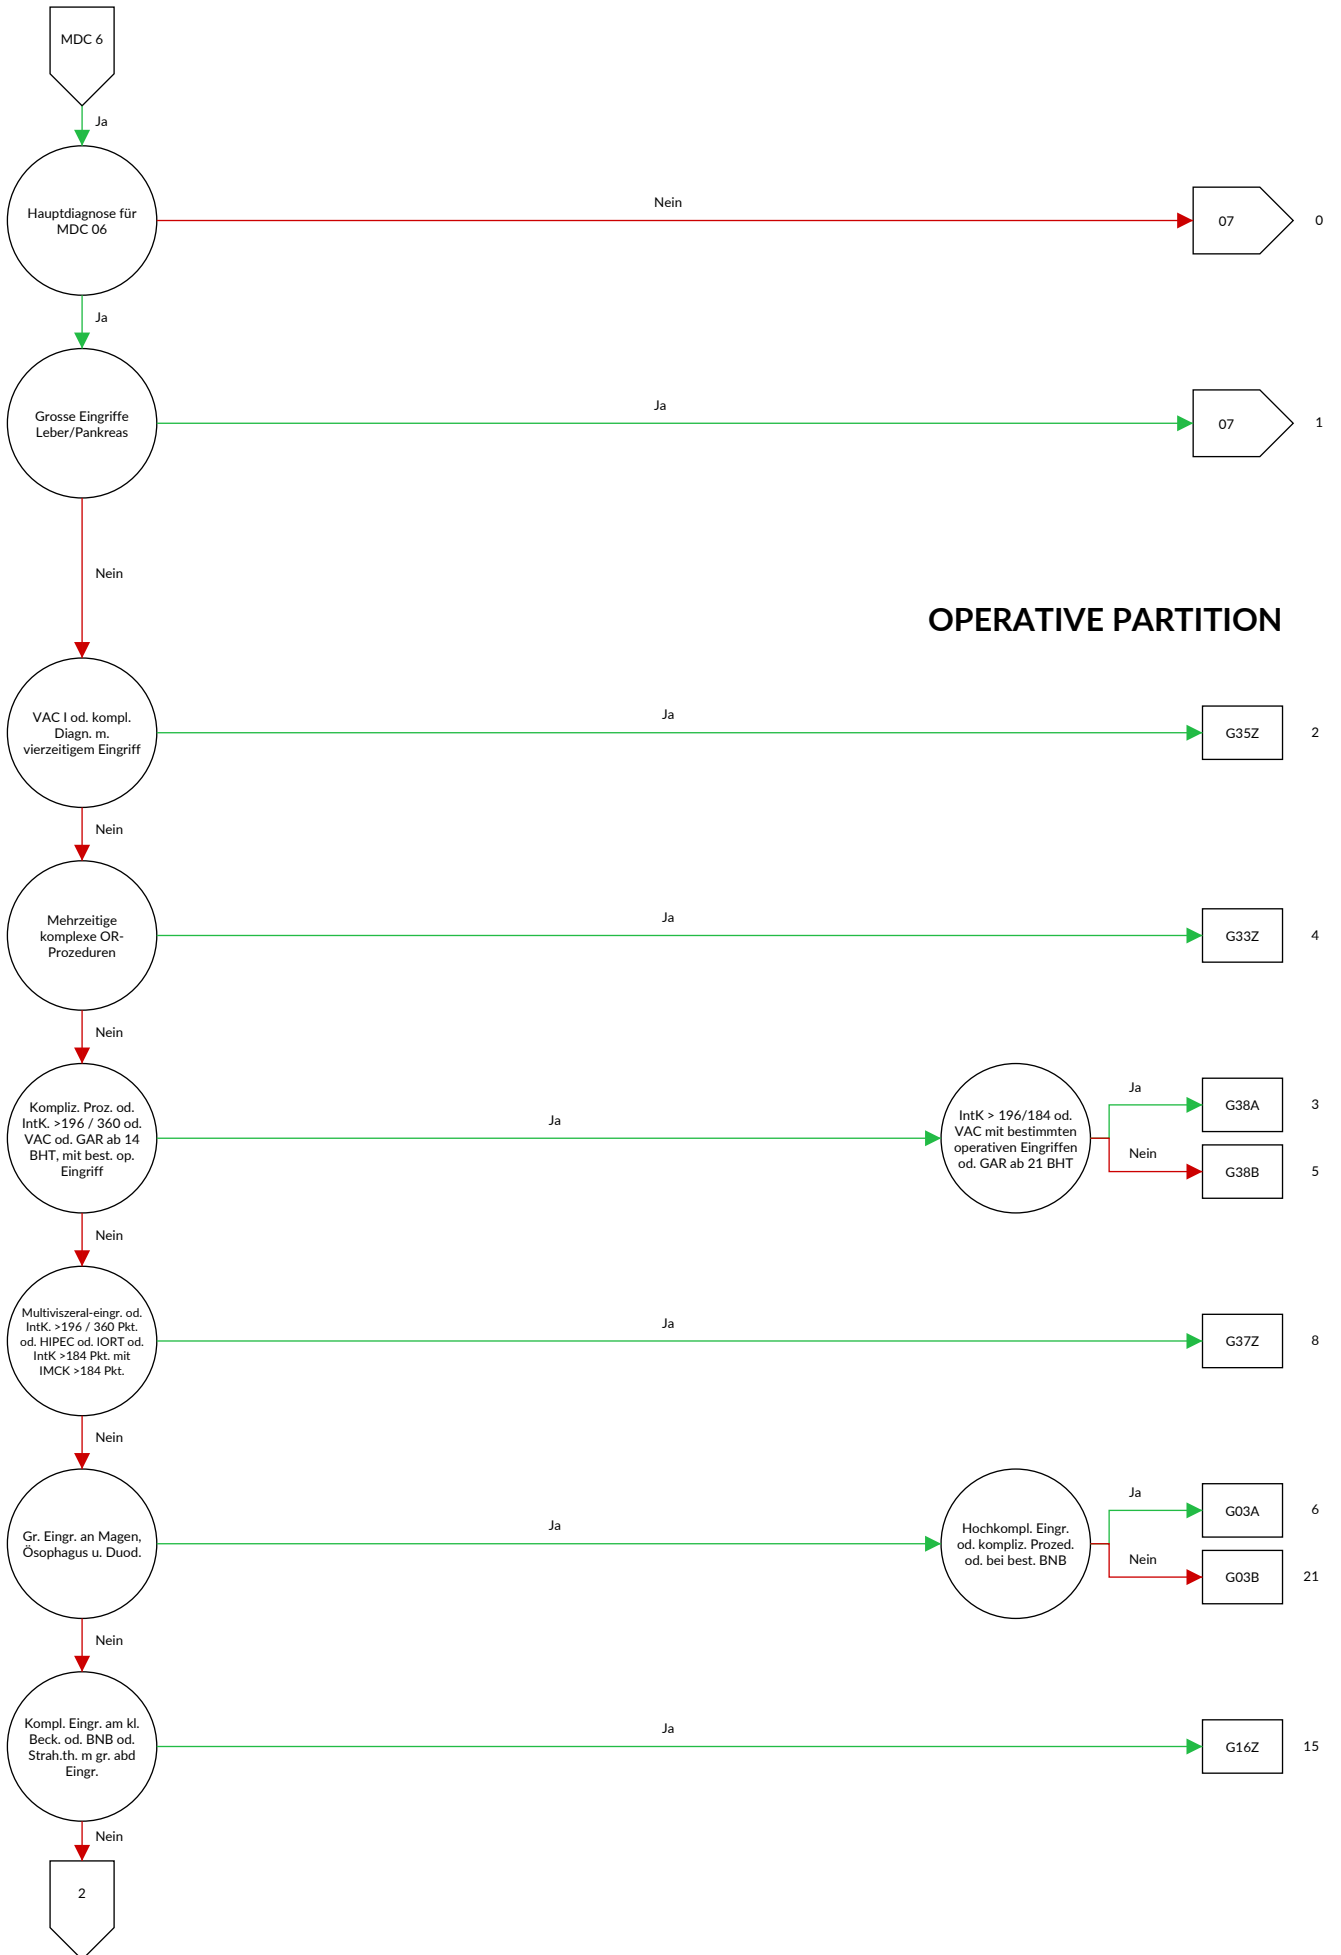 MDC 6
Ja
Hauptdiagnose für
MDC 06
Nein
07
0
Ja
Grosse Eingriffe
Leber/Pankreas
Ja
07
1
Nein
OPERATIVE PARTITION
VAC I od. kompl.
Diagn. m.
vierzeitigem Eingriff
Ja
G35Z
2
Nein
Mehrzeitige
komplexe OR-
Prozeduren
Ja
G33Z
4
Nein
Kompliz. Proz. od.
IntK. >196 / 360 od.
VAC od. GAR ab 14
BHT, mit best. op.
Eingriff
Ja
IntK > 196/184 od.
VAC mit bestimmten
operativen Eingriffen
od. GAR ab 21 BHT
Ja
G38A
3
Nein
G38B
5
Nein
Multiviszeral-eingr. od.
IntK. >196 / 360 Pkt.
od. HIPEC od. IORT od.
IntK >184 Pkt. mit
IMCK >184 Pkt.
Ja
G37Z
8
Nein
Gr. Eingr. an Magen,
Ösophagus u. Duod.
Ja
Hochkompl. Eingr.
od. kompliz. Prozed.
od. bei best. BNB
Ja
G03A
6
Nein
G03B
21
Nein
Kompl. Eingr. am kl.
Beck. od. BNB od.
Strah.th. m gr. abd
Eingr.
Ja
G16Z
15
Nein
2